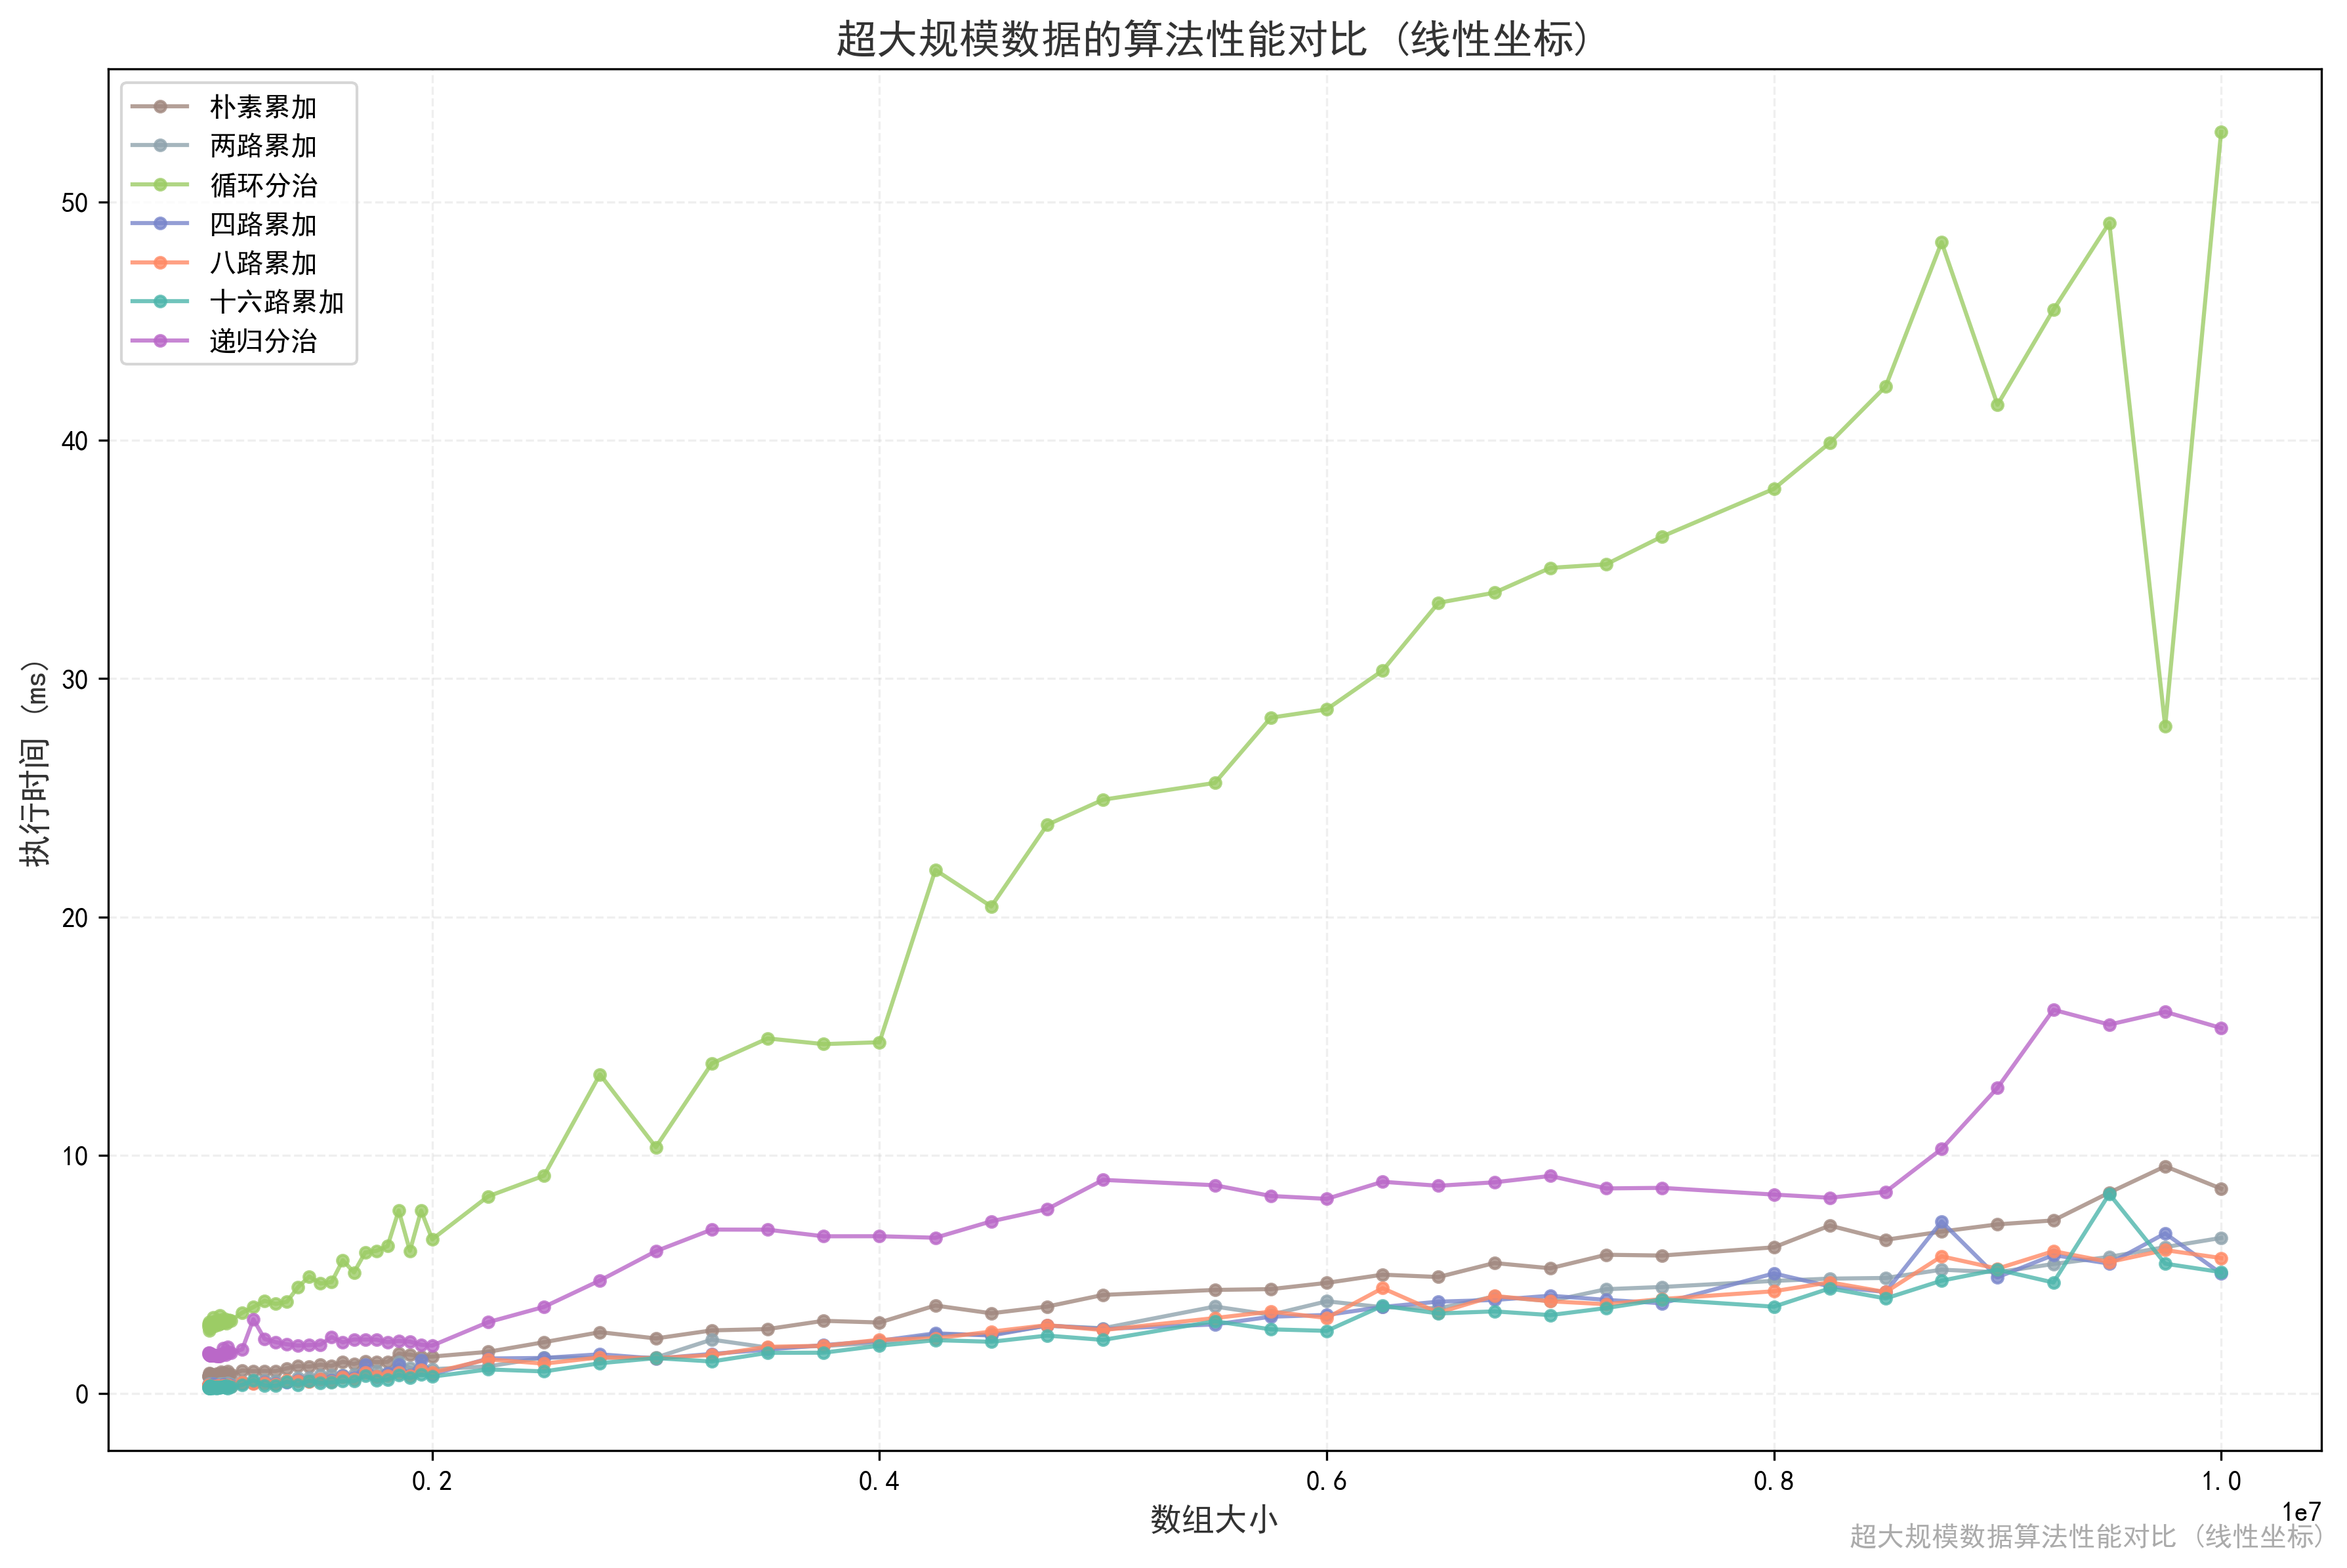 超大规模数据的算法性能对比 (线性坐标)
朴素累加
两路累加
循环分治
四路累加
八路累加
十六路累加
递归分治
执行时间 (ms)
50
40
30
20
10
0
0.2
0.4
0.6
0.8
1.0
1e7
数组大小
超大规模数据算法性能对比 (线性坐标)